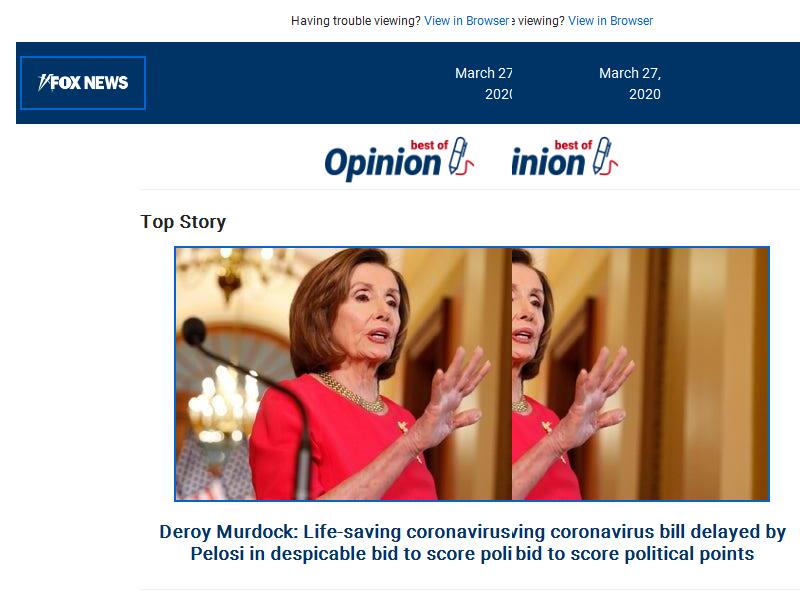 Having trouble viewing? View in Browser e viewing? View in Browser
FOX NEWS
March 27 March 27,
2020 2020
best of best of
Opinion inion
Top Story
Deroy Murdock: Life-saving coronavirus ving coronavirus bill delayed by
Pelosi in despicable bid to score poli bid to score political points